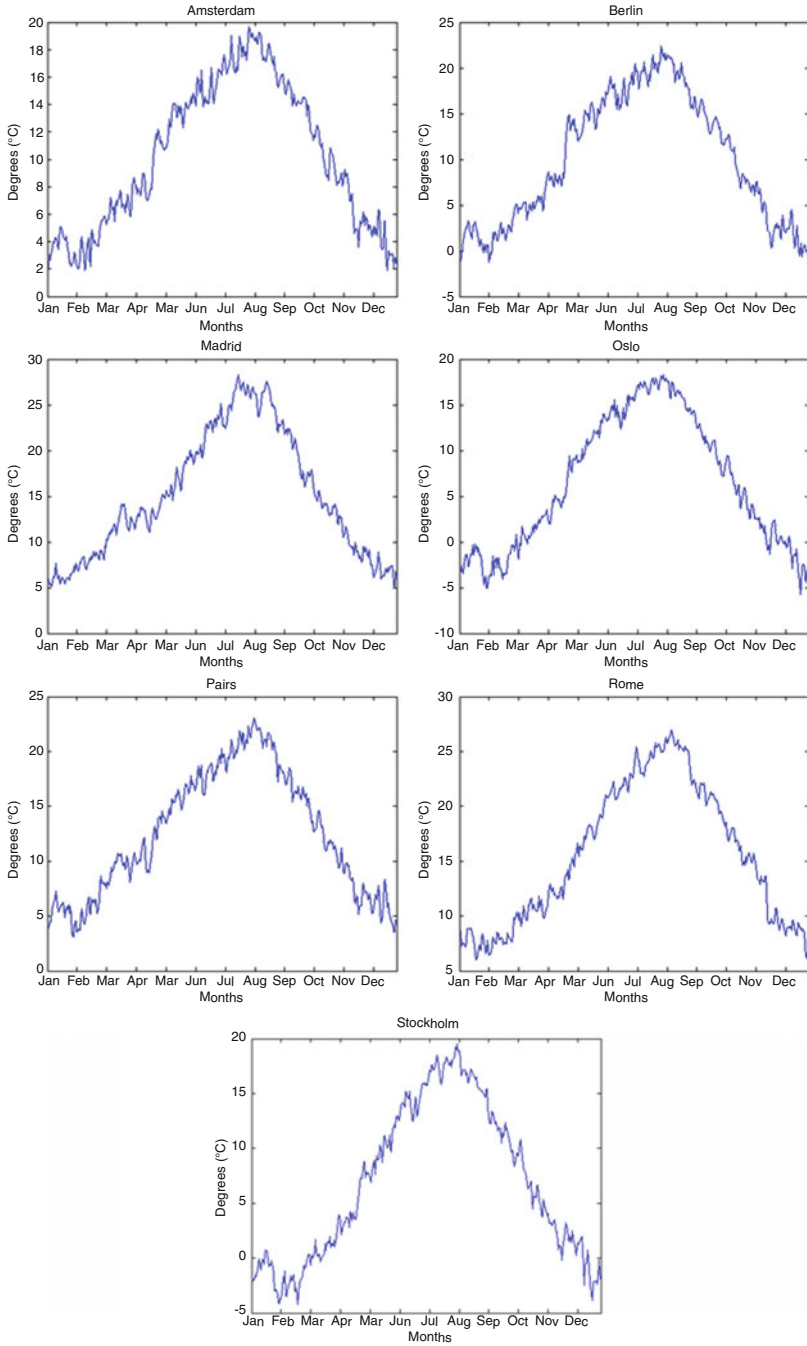 Amsterdam
20
18
16
14
12
10
8
6
4
2
0
Degrees (°C)
Jan Feb Mar Apr Mar Jun Jul Aug Sep Oct Nov Dec
Months
Berlin
25
20
15
10
5
0
-5
Degrees (°C)
Jan Feb Mar Apr Mar Jun Jul Aug Sep Oct Nov Dec
Months
Madrid
30
25
20
15
10
5
0
Degrees (°C)
Jan Feb Mar Apr Mar Jun Jul Aug Sep Oct Nov Dec
Months
Oslo
20
15
10
5
0
-5
-10
Degrees (°C)
Jan Feb Mar Apr Mar Jun Jul Aug Sep Oct Nov Dec
Months
Pairs
25
20
15
10
5
0
Degrees (°C)
Jan Feb Mar Apr Mar Jun Jul Aug Sep Oct Nov Dec
Months
Rome
30
25
20
15
10
5
Degrees (°C)
Jan Feb Mar Apr Mar Jun Jul Aug Sep Oct Nov Dec
Months
Stockholm
20
15
10
5
0
-5
Degrees (°C)
Jan Feb Mar Apr Mar Jun Jul Aug Sep Oct Nov Dec
Months